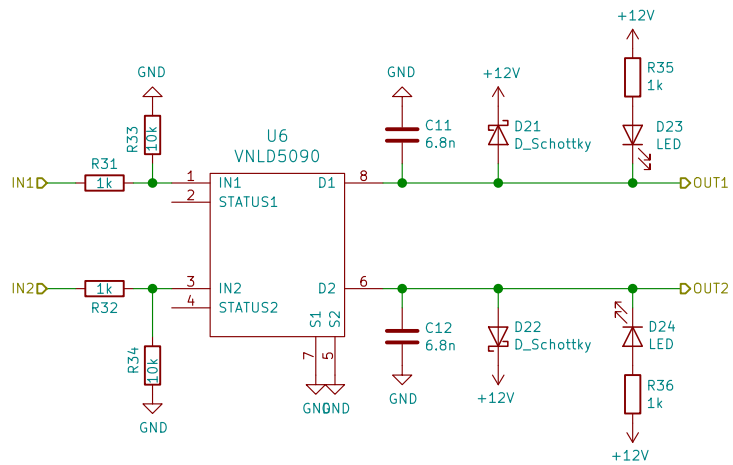 +12V
GND
GND
+12V
R35
1k
R33
10k
U6
VNLD5090
C11
6.8n
D21
D_Schottky
D23
LED
R31
1k
IN1
1
IN1
D1
8
OUT1
2
STATUS1
IN2
1k
R32
3
IN2
D2
6
OUT2
4
STATUS2
S1
S2
7
5
R34
10k
C12
6.8n
D22
D_Schottky
D24
LED
R36
1k
GND
GND
GND
GND
+12V
+12V